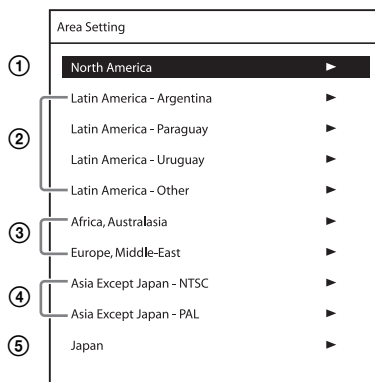 Area Setting
① North America ►
Latin America - Argentina ►
② Latin America - Paraguay ►
Latin America - Uruguay ►
Latin America - Other ►
③ Africa, Australasia ►
Europe, Middle-East ►
④ Asia Except Japan - NTSC ►
Asia Except Japan - PAL ►
⑤ Japan ►